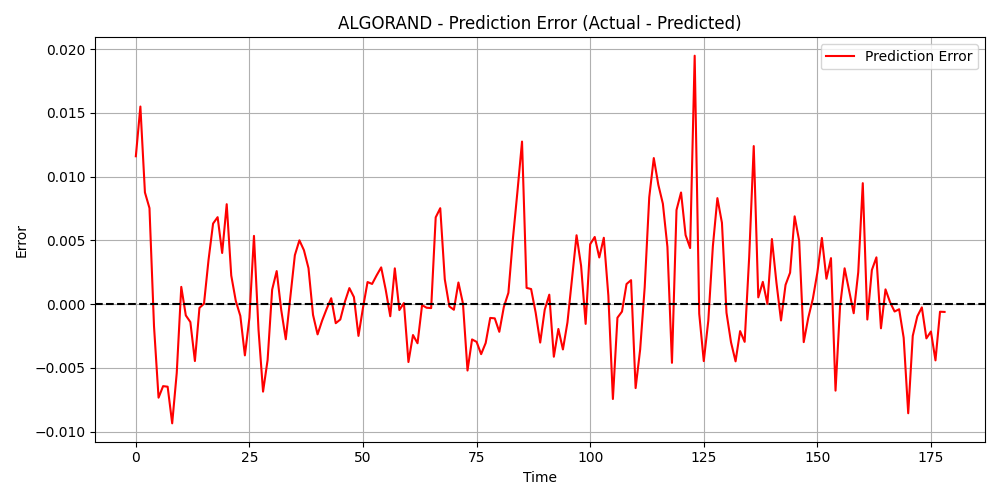 ALGORAND - Prediction Error (Actual - Predicted)
Prediction Error
0.020
0.015
0.010
0.005
0.000
−0.005
−0.010
Error
0 25 50 75 100 125 150 175
Time